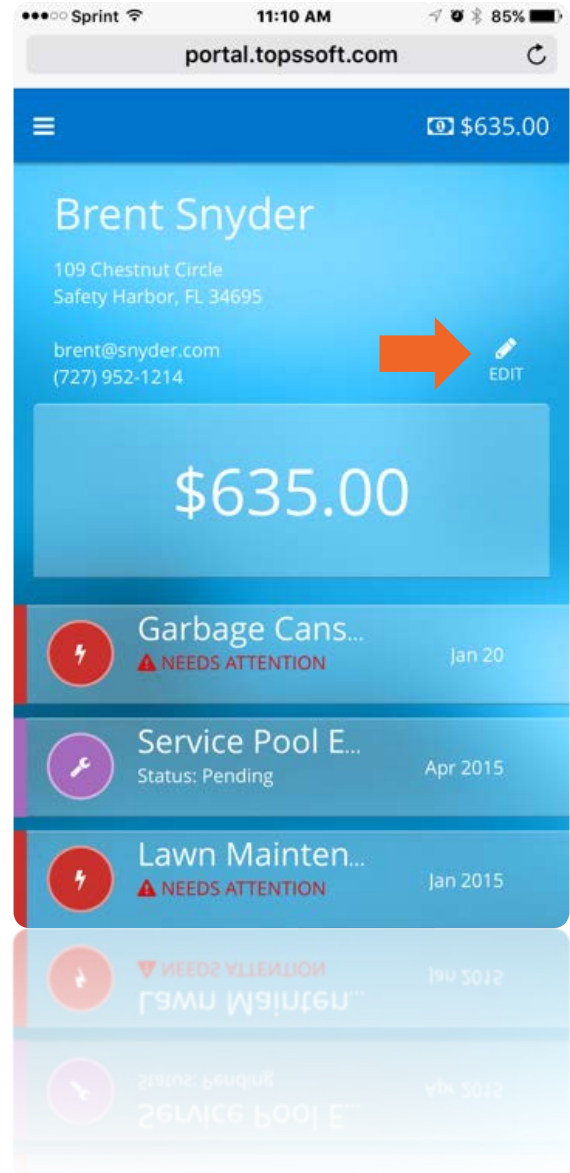 Sprint 11:10 AM 85%
portal.topssoft.com
$635.00
Brent Snyder
109 Chestnut Circle
Safety Harbor, FL 34695
brent@snyder.com
(727) 952-1214
EDIT
$635.00
Garbage Cans...
NEEDS ATTENTION
Jan 20
Service Pool E...
Status: Pending
Apr 2015
Lawn Mainten...
NEEDS ATTENTION
Jan 2015